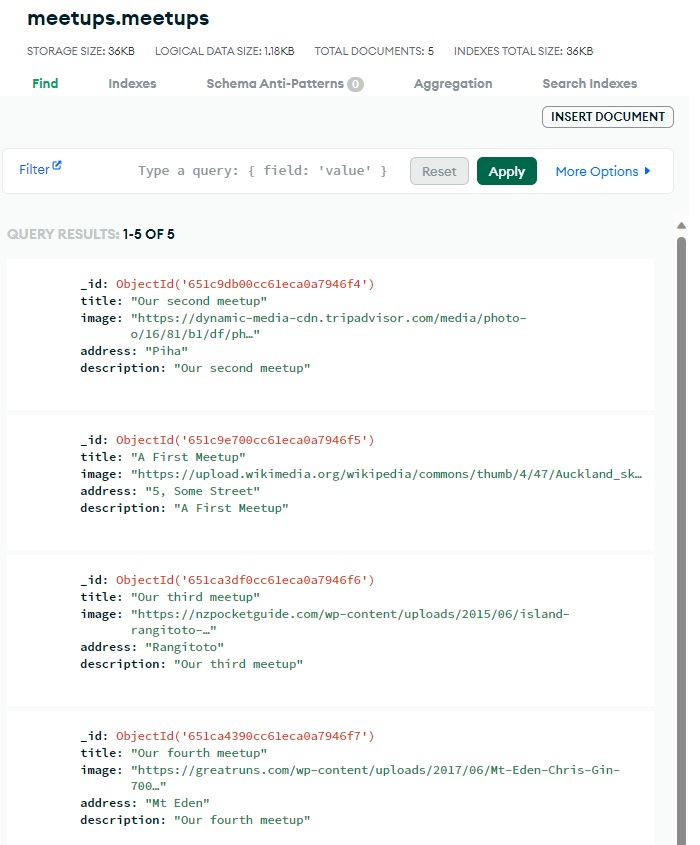 meetups.meetups
STORAGE SIZE: 36KB LOGICAL DATA SIZE: 1.18KB TOTAL DOCUMENTS: 5 INDEXES TOTAL SIZE: 36KB
Find Indexes Schema Anti-Patterns 0 Aggregation Search Indexes
INSERT DOCUMENT
Filter Type a query: { field: 'value' } Reset Apply More Options
QUERY RESULTS: 1-5 OF 5
_id: ObjectId('651c9db00cc61eca0a7946f4')
title: "Our second meetup"
image: "https://dynamic-media-cdn.tripadvisor.com/media/photo-
o/16/81/b1/df/ph…"
address: "Piha"
description: "Our second meetup"
_id: ObjectId('651c9e700cc61eca0a7946f5')
title: "A First Meetup"
image: "https://upload.wikimedia.org/wikipedia/commons/thumb/4/47/Auckland_sk…
address: "5, Some Street"
description: "A First Meetup"
_id: ObjectId('651ca3df0cc61eca0a7946f6')
title: "Our third meetup"
image: "https://nzpocketguide.com/wp-content/uploads/2015/06/island-
rangitoto-…"
address: "Rangitoto"
description: "Our third meetup"
_id: ObjectId('651ca4390cc61eca0a7946f7')
title: "Our fourth meetup"
image: "https://greatruns.com/wp-content/uploads/2017/06/Mt-Eden-Chris-Gin-
700…"
address: "Mt Eden"
description: "Our fourth meetup"